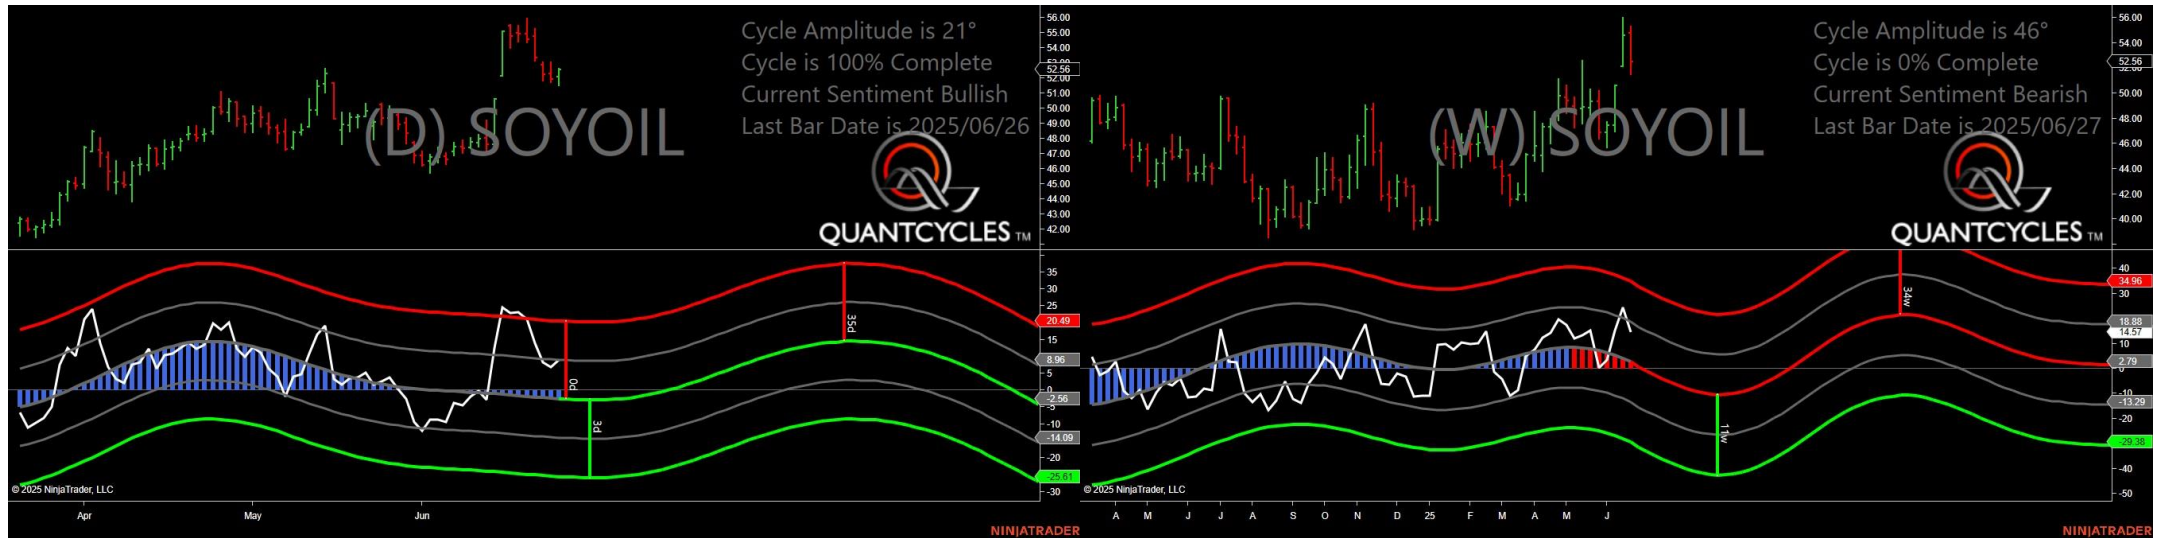 Cycle Amplitude is 21°
Cycle is 100% Complete
Current Sentiment Bullish
Last Bar Date is 2025/06/26
(D) SOYOIL
QUANTCYCLES TM
56.00
55.00
54.00
52.56
52.00
51.00
50.00
49.00
48.00
47.00
46.00
45.00
44.00
43.00
42.00
35
30
25
20.49
15
8.96
5
0
-2.56
-5
-10
-14.09
-20
-25.61
-30
0d
3d
35d
© 2025 NinjaTrader, LLC
Apr
May
Jun
NINJATRADER
Cycle Amplitude is 46°
Cycle is 0% Complete
Current Sentiment Bearish
Last Bar Date is 2025/06/27
(W) SOYOIL
QUANTCYCLES TM
56.00
54.00
52.56
52.00
50.00
48.00
46.00
44.00
42.00
40.00
40
34.96
30
18.88
14.57
10
2.79
0
-10
-13.29
-20
-29.38
-40
-50
11w
34w
© 2025 NinjaTrader, LLC
A M J J A S O N D 25 F M A M J
NINJATRADER